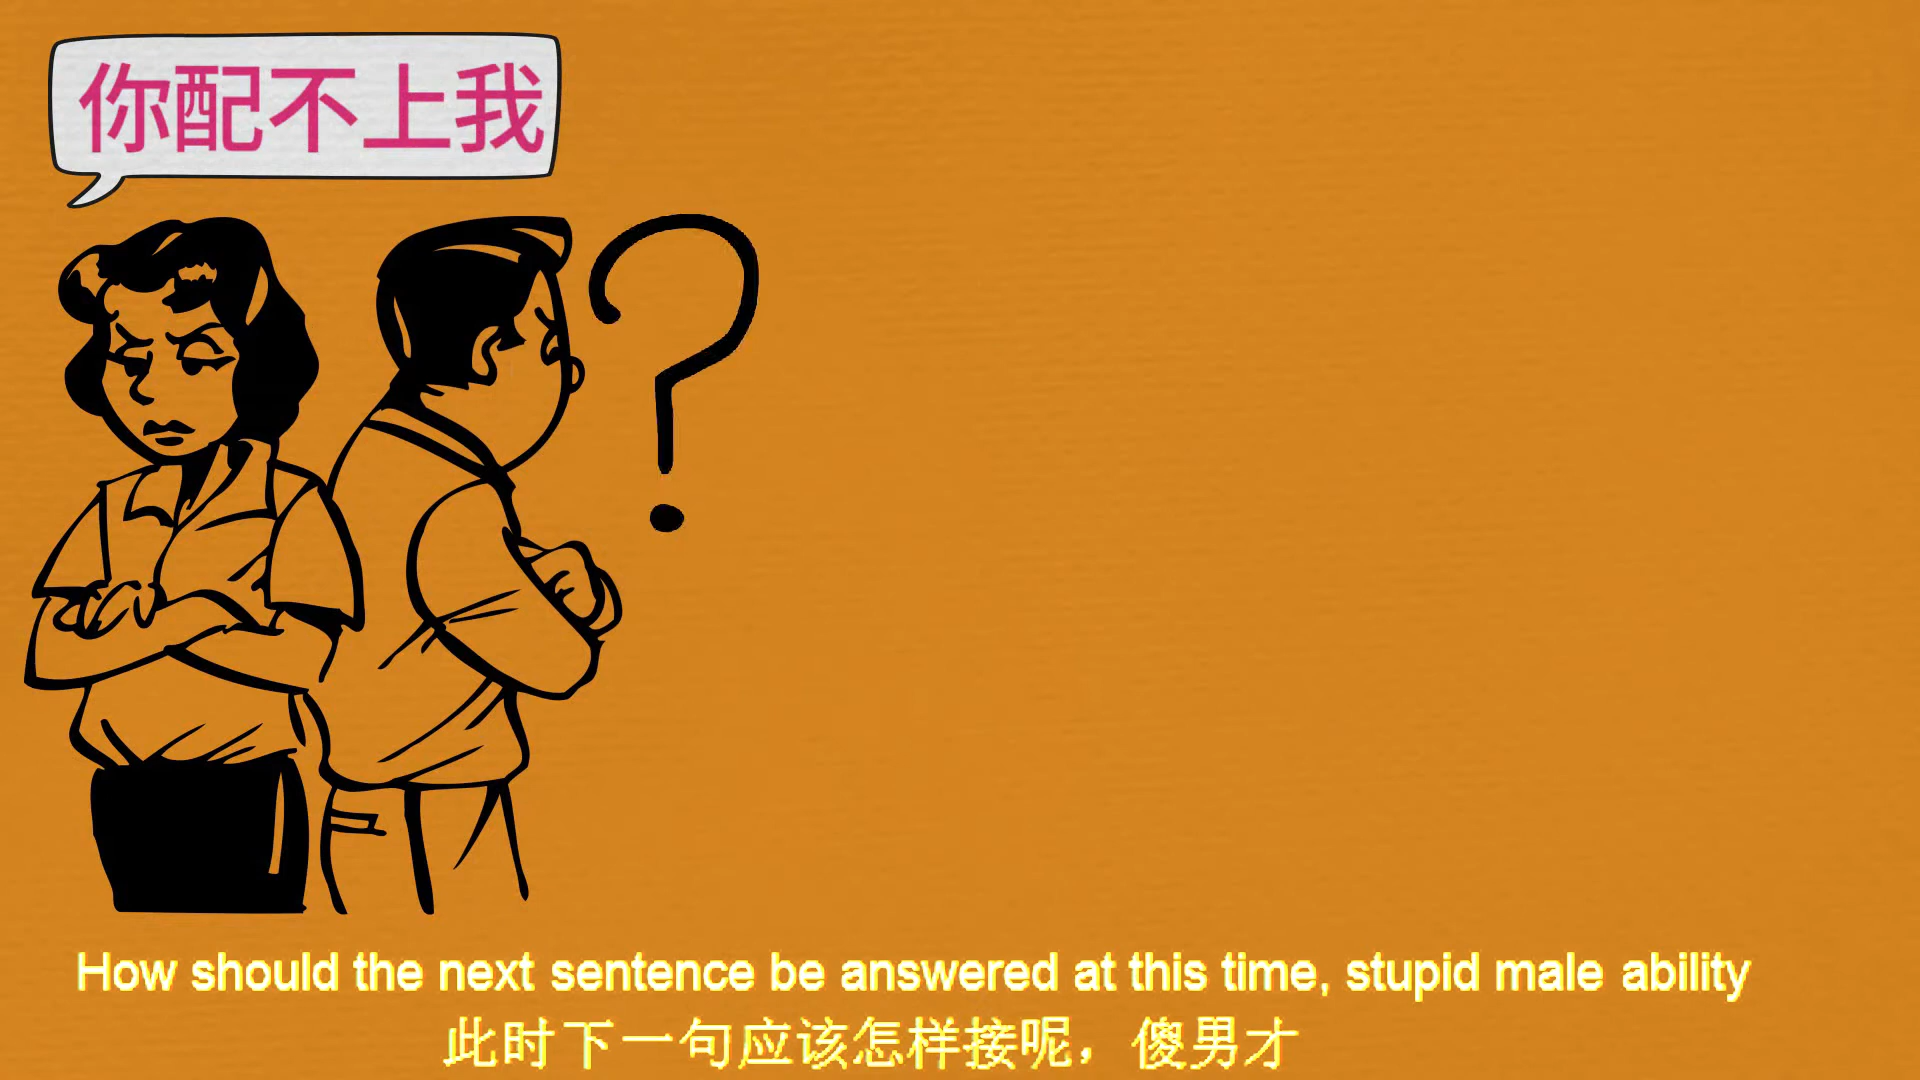 你配不上我
?
How should the next sentence be answered at this time, stupid male ability
此时下一句应该怎样接呢，傻男才